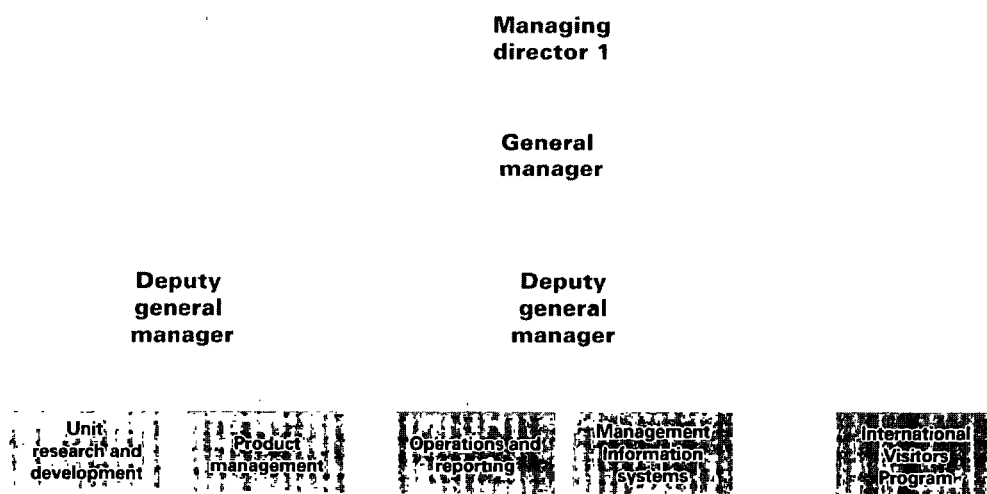 Managing
director 1
General
manager
Deputy
general
manager
Deputy
general
manager
Unit
research and
development
Product
management
Operations and
reporting
Management
Information
systems
International
Visitors
Program